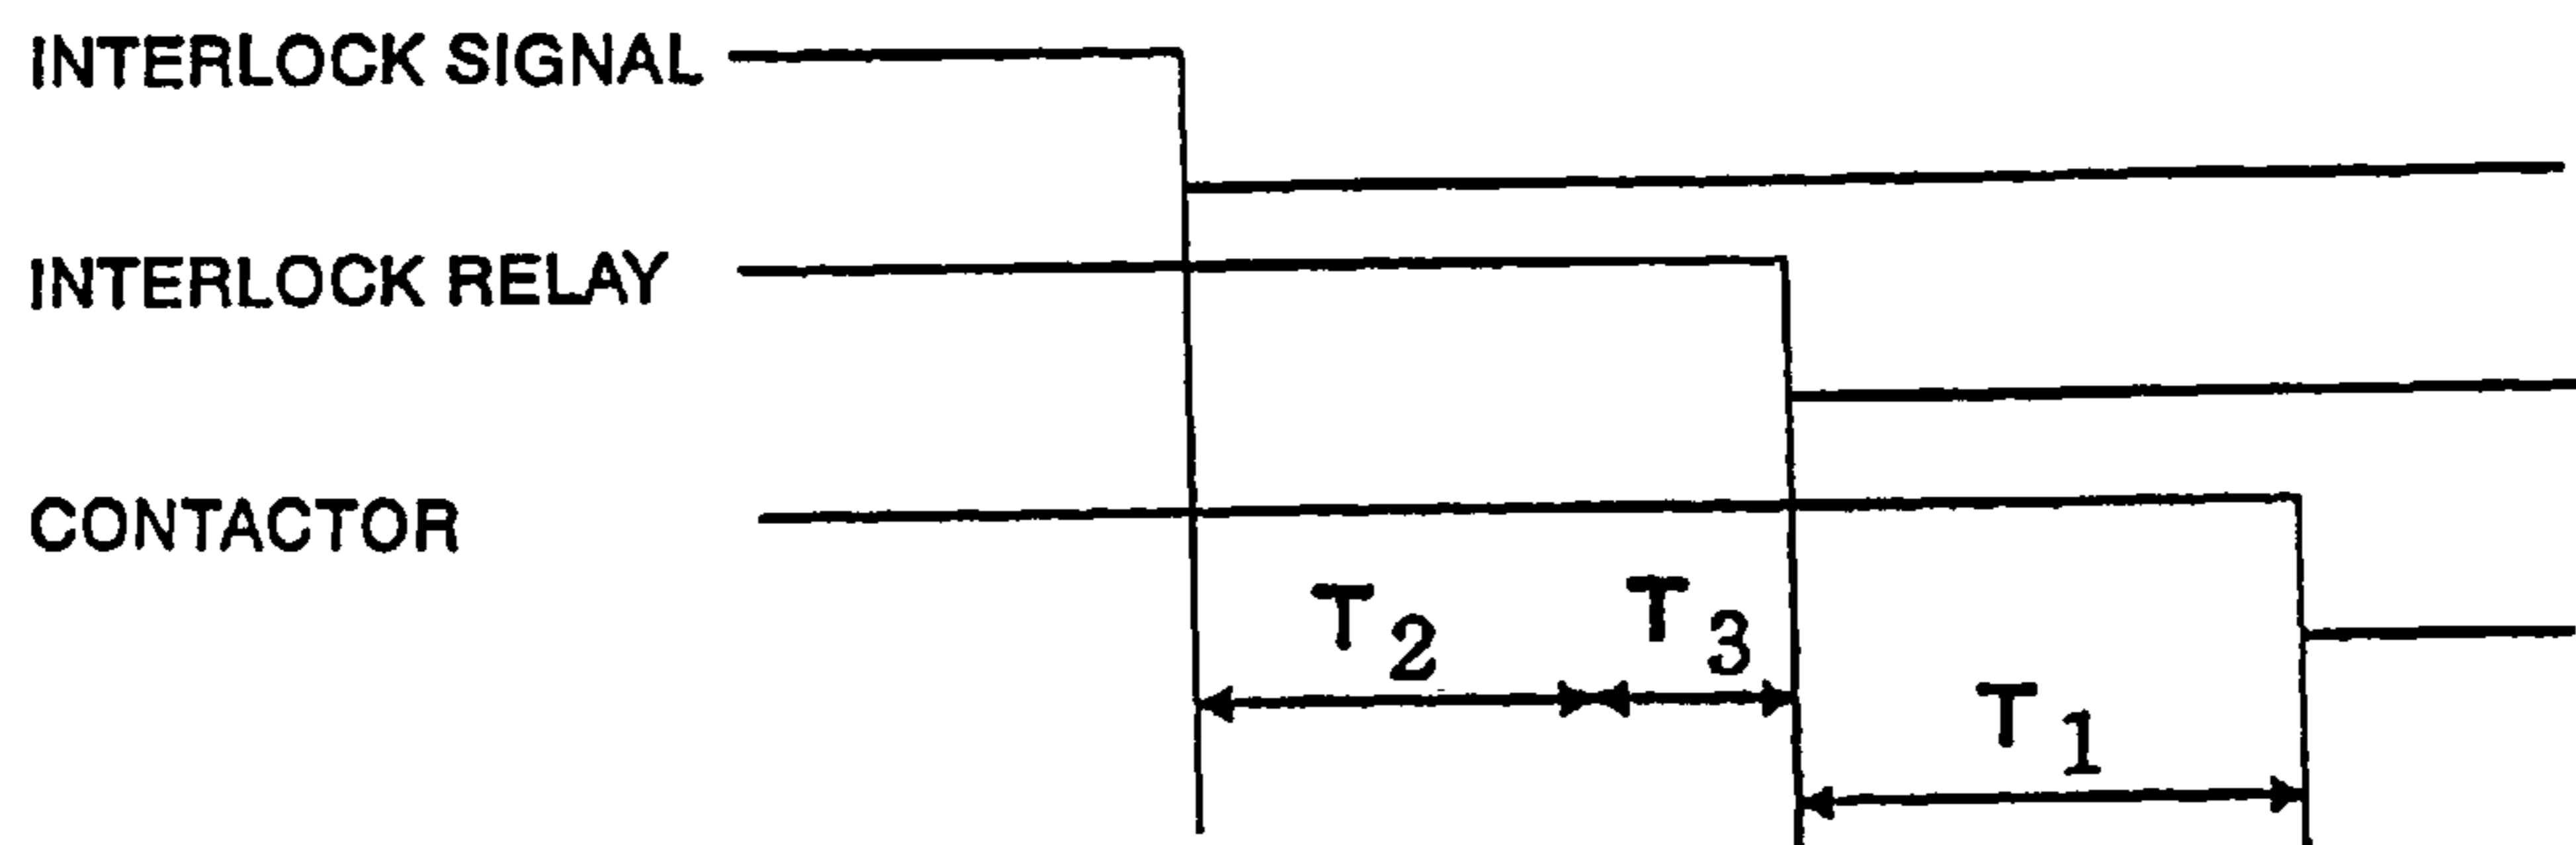 INTERLOCK SIGNAL
INTERLOCK RELAY
CONTACTOR
T2
T3
T1